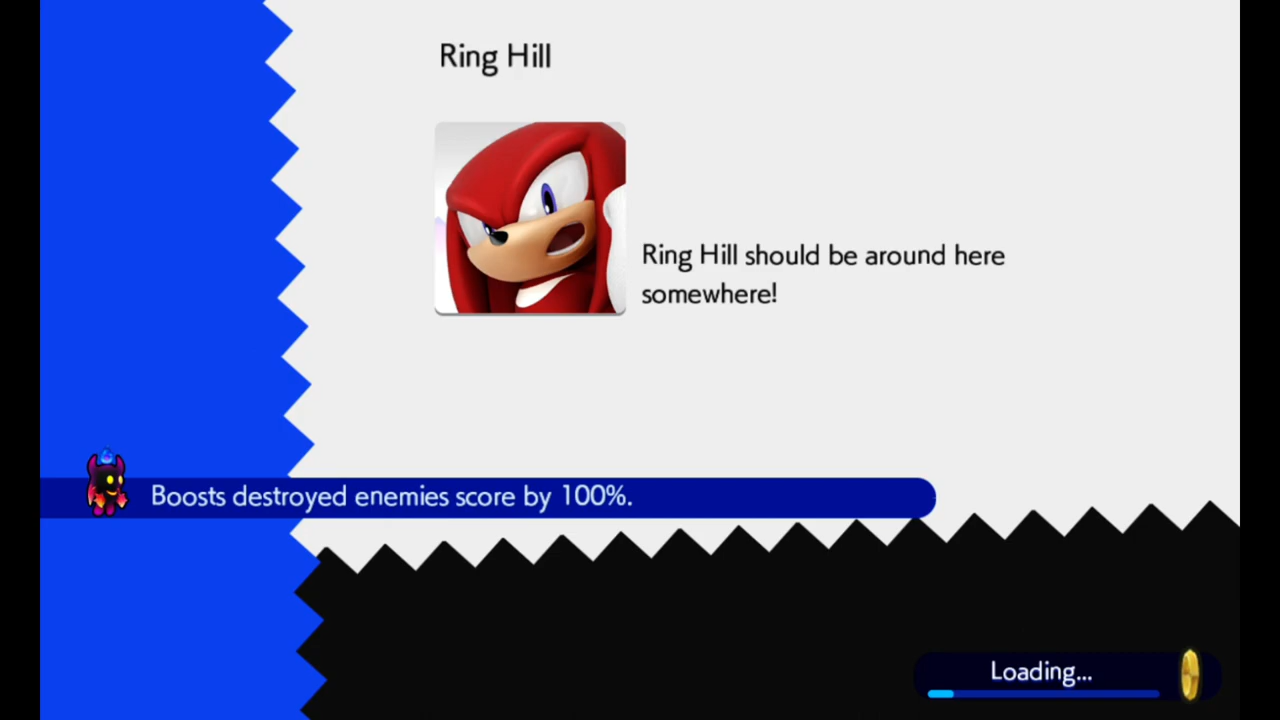 Ring Hill
Ring Hill should be around here
somewhere!
Boosts destroyed enemies score by 100%.
Loading...